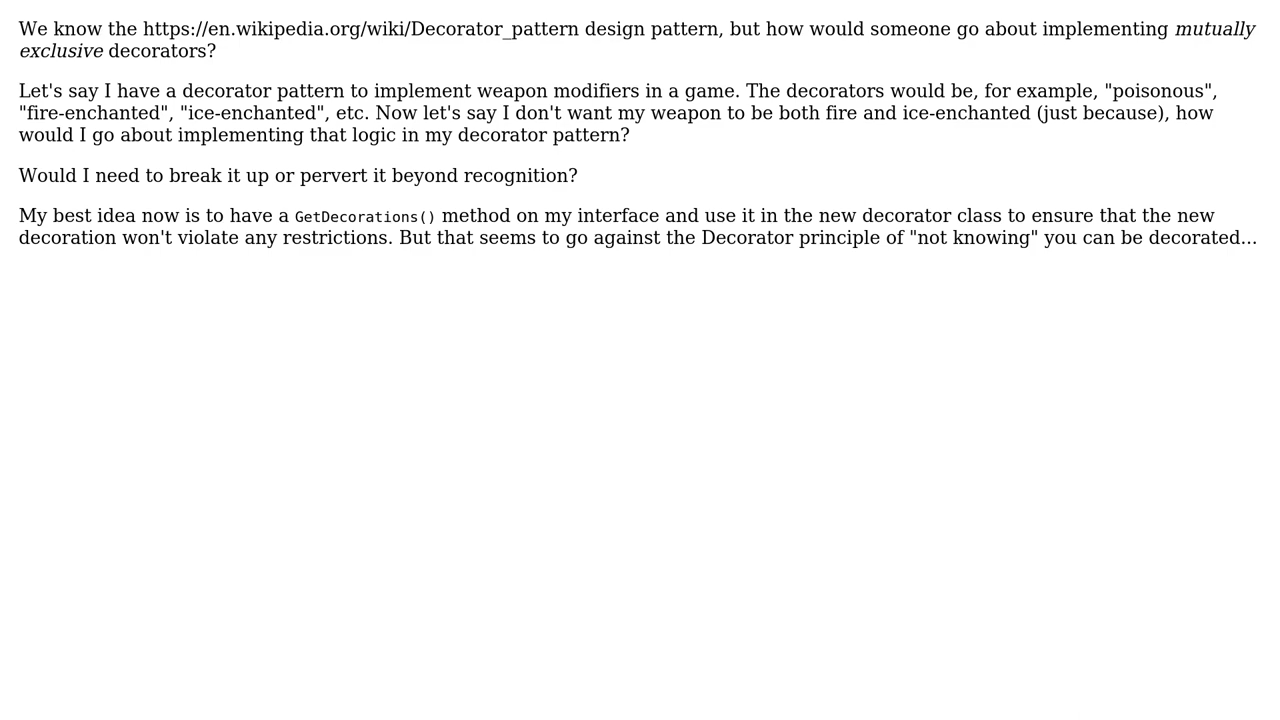 We know the https://en.wikipedia.org/wiki/Decorator_pattern design pattern, but how would someone go about implementing mutually
exclusive decorators?
Let's say I have a decorator pattern to implement weapon modifiers in a game. The decorators would be, for example, "poisonous",
"fire-enchanted", "ice-enchanted", etc. Now let's say I don't want my weapon to be both fire and ice-enchanted (just because), how
would I go about implementing that logic in my decorator pattern?
Would I need to break it up or pervert it beyond recognition?
My best idea now is to have a GetDecorations() method on my interface and use it in the new decorator class to ensure that the new
decoration won't violate any restrictions. But that seems to go against the Decorator principle of "not knowing" you can be decorated...